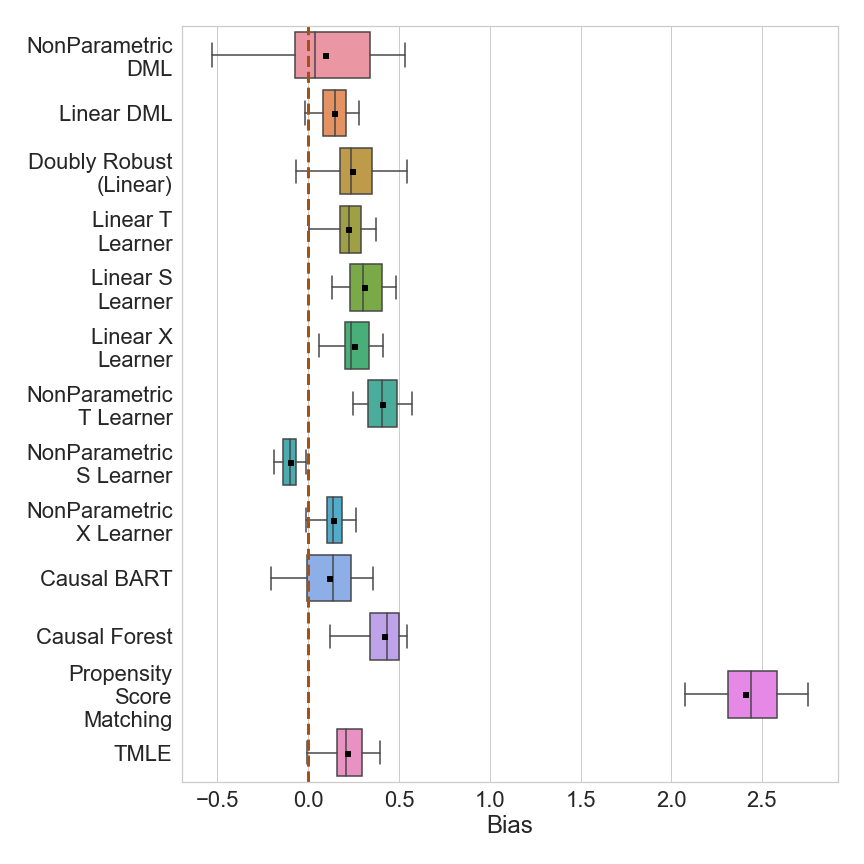 NonParametric
DML
Linear DML
Doubly Robust
(Linear)
Linear T
Learner
Linear S
Learner
Linear X
Learner
NonParametric
T Learner
NonParametric
S Learner
NonParametric
X Learner
Causal BART
Causal Forest
Propensity
Score
Matching
TMLE
−0.5 0.0 0.5 1.0 1.5 2.0 2.5
Bias